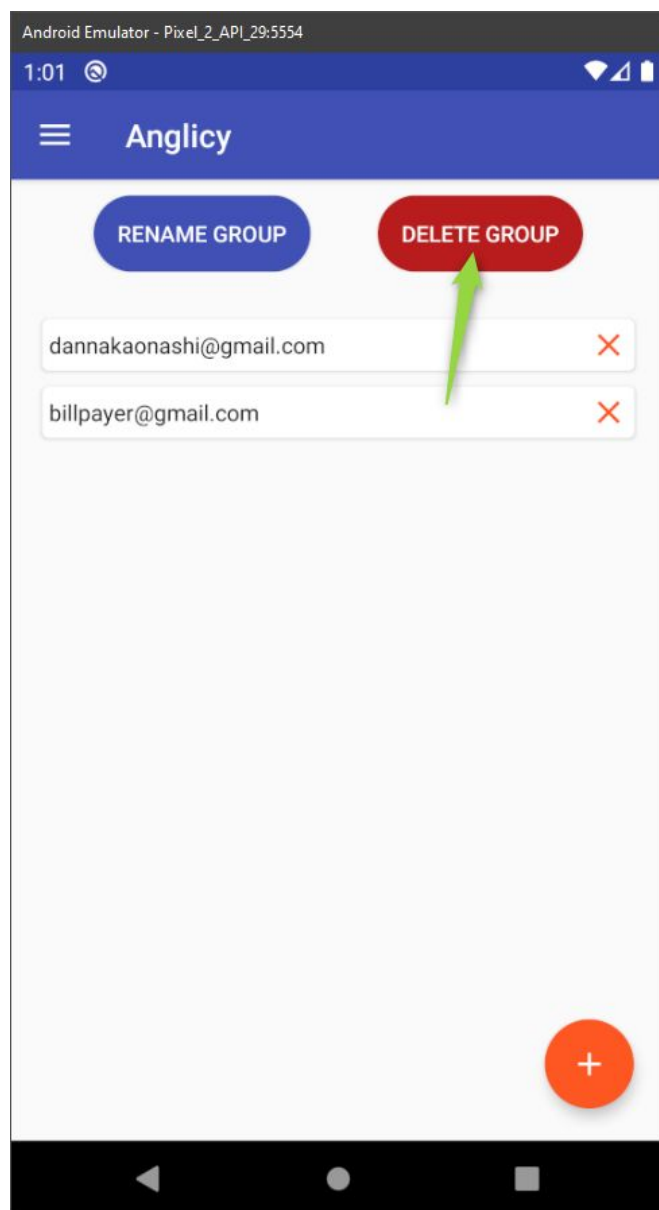 Android Emulator - Pixel_2_API_29:5554
1:01
Anglicy
RENAME GROUP
DELETE GROUP
dannakaonashi@gmail.com
billpayer@gmail.com